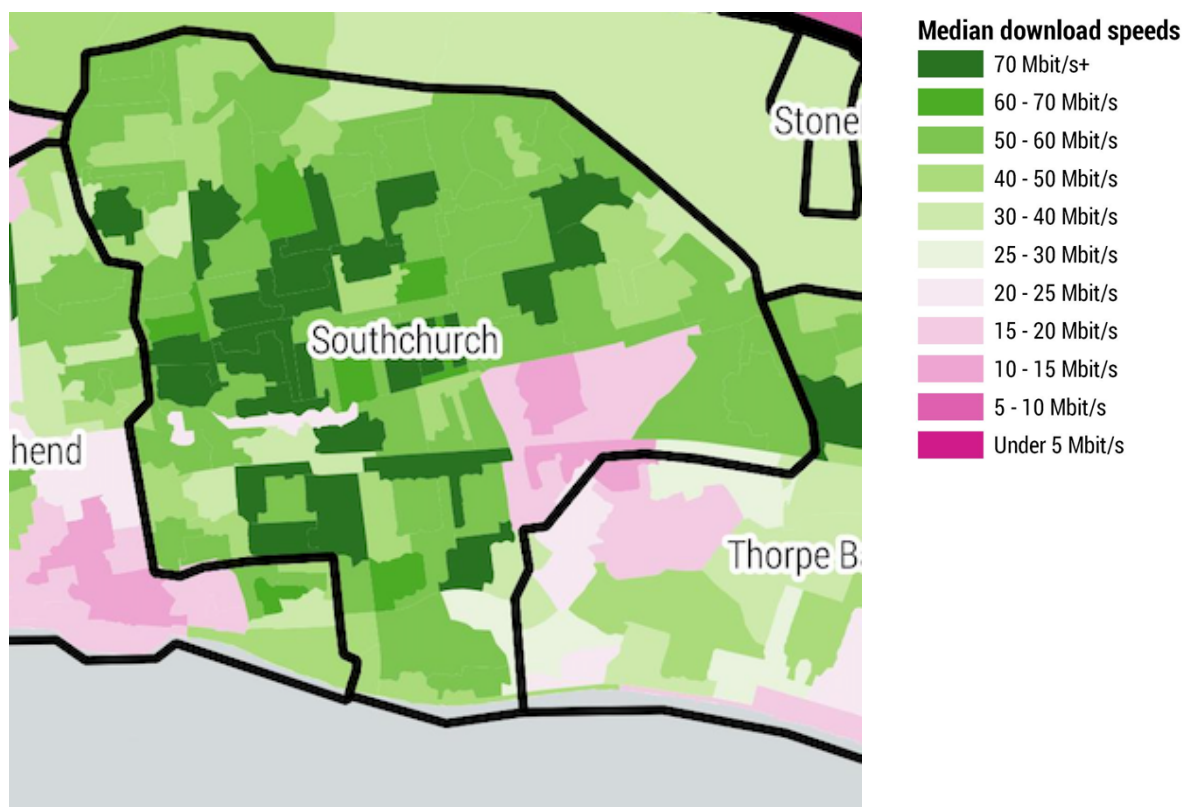 Median download speeds
70 Mbit/s+
60 - 70 Mbit/s
50 - 60 Mbit/s
40 - 50 Mbit/s
30 - 40 Mbit/s
25 - 30 Mbit/s
20 - 25 Mbit/s
15 - 20 Mbit/s
10 - 15 Mbit/s
5 - 10 Mbit/s
Under 5 Mbit/s
Stone
Southchurch
hend
Thorpe B